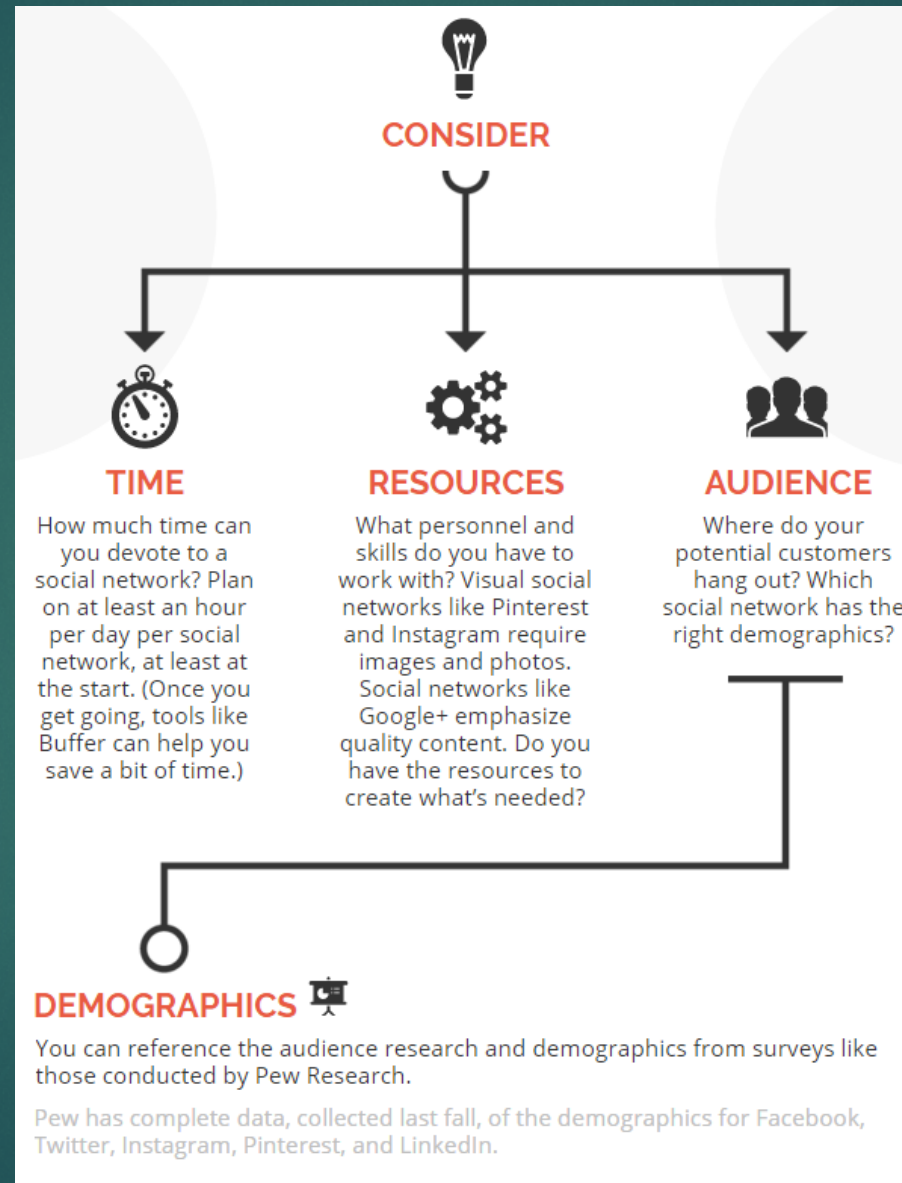 CONSIDER
TIME
How much time can
you devote to a
social network? Plan
on at least an hour
per day per social
network, at least at
the start. (Once you
get going, tools like
Buffer can help you
save a bit of time.)
RESOURCES
What personnel and
skills do you have to
work with? Visual social
networks like Pinterest
and Instagram require
images and photos.
Social networks like
Google+ emphasize
quality content. Do you
have the resources to
create what's needed?
AUDIENCE
Where do your
potential customers
hang out? Which
social network has the
right demographics?
DEMOGRAPHICS
You can reference the audience research and demographics from surveys like
those conducted by Pew Research.
Pew has complete data, collected last fall, of the demographics for Facebook,
Twitter, Instagram, Pinterest, and LinkedIn.